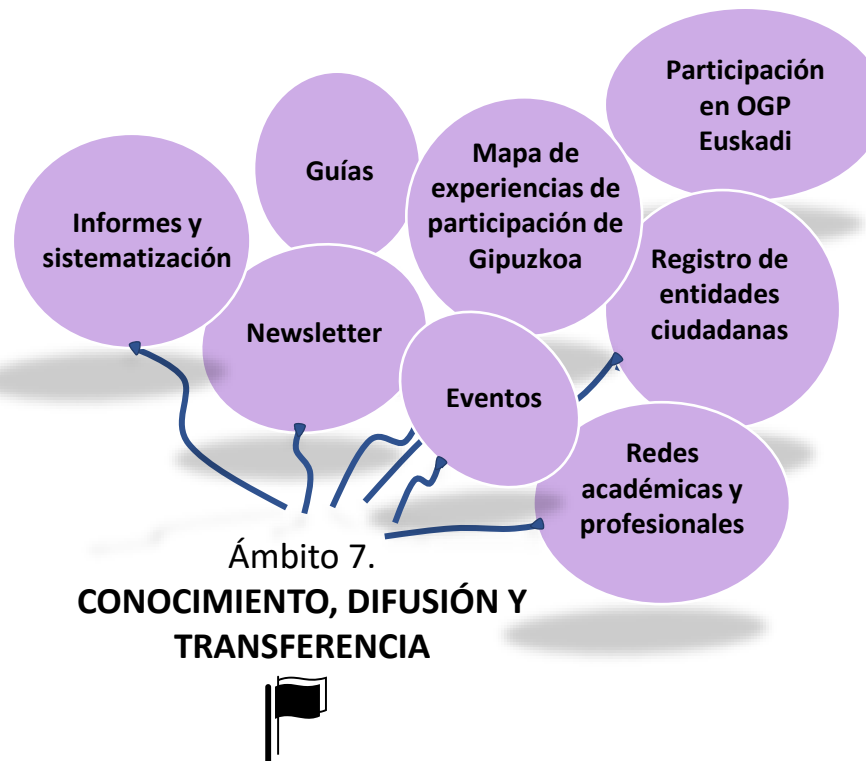 Participación
en OGP
Euskadi
Guías
Mapa de
experiencias de
participación de
Gipuzkoa
Informes y
sistematización
Registro de
entidades
ciudadanas
Newsletter
Eventos
Redes
académicas y
profesionales
Ámbito 7.
CONOCIMIENTO, DIFUSIÓN Y
TRANSFERENCIA